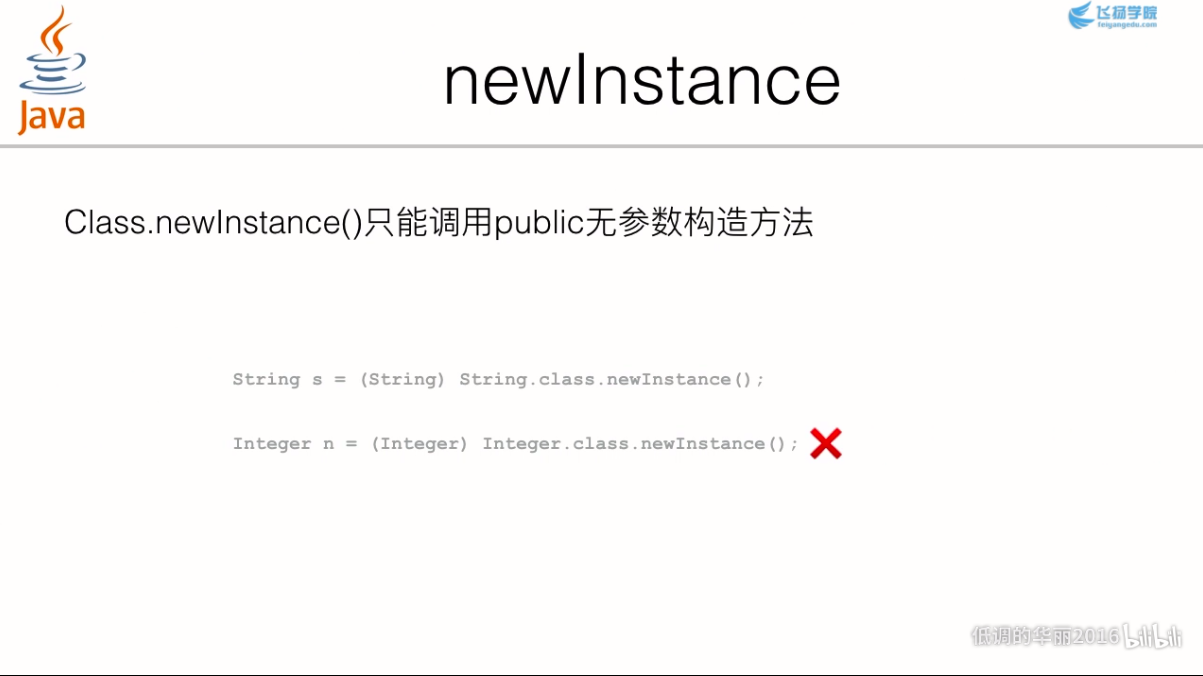 Java
飞扬学院
feiyangedu.com
newInstance
Class.newInstance()只能调用public无参数构造方法
String s = (String) String.class.newInstance();
Integer n = (Integer) Integer.class.newInstance();
低调的华丽2016 bilibili